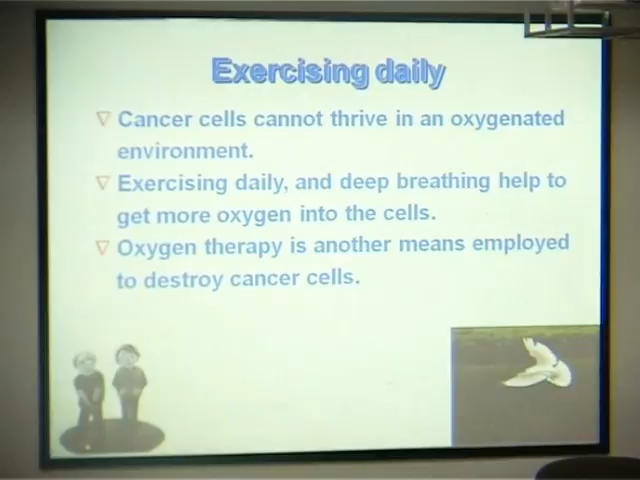 Exercising daily
Cancer cells cannot thrive in an oxygenated
environment.
Exercising daily, and deep breathing help to
get more oxygen into the cells.
Oxygen therapy is another means employed
to destroy cancer cells.